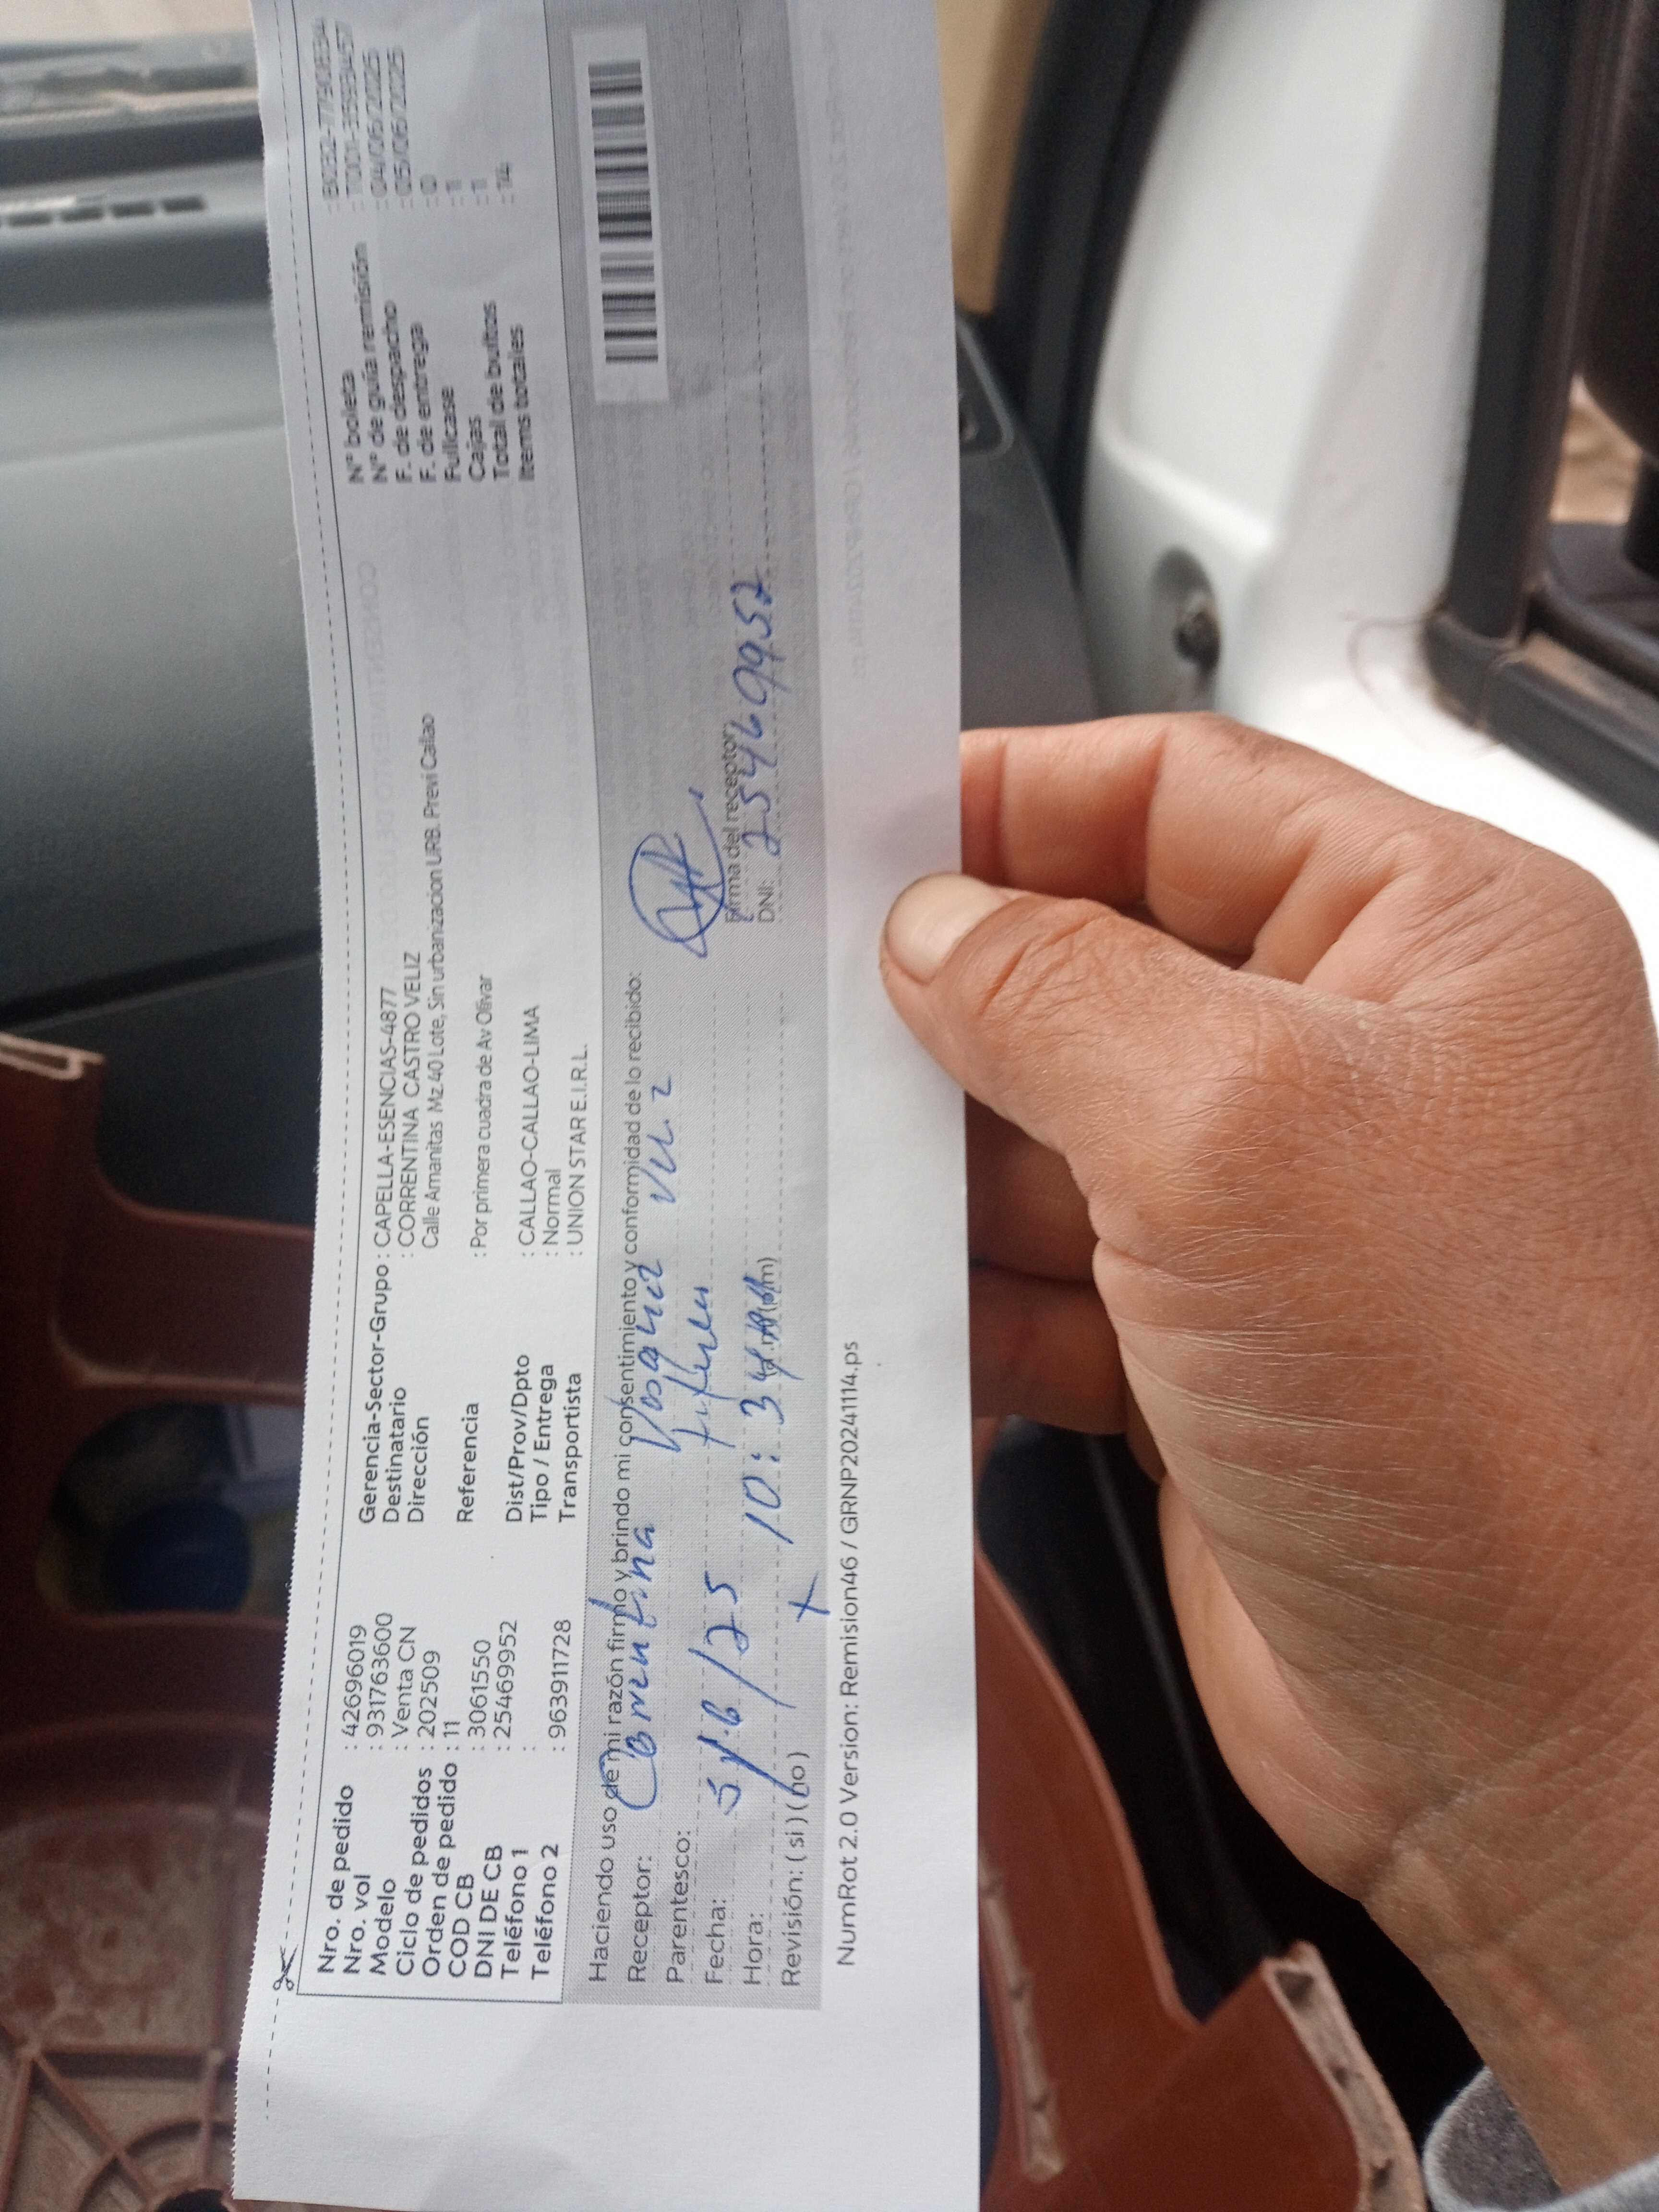 Nro. de pedido : 42696019
Nro. vol : 931763600
Modelo : Venta CN
Ciclo de pedidos : 202509
Orden de pedido : 11
COD CB : 3061550
DNI DE CB : 25469952
Teléfono 1 :
Teléfono 2 : 963911728
Gerencia-Sector-Grupo : CAPELLA-ESENCIAS-4877
Destinatario : CORRENTINA CASTRO VELIZ
Dirección Calle Amanitas Mz.40 Lote, Sin urbanizacion URB. Previ Callao
Referencia : Por primera cuadra de Av Olivar
Dist/Prov/Dpto : CALLAO-CALLAO-LIMA
Tipo / Entrega : Normal
Transportista : UNION STAR E.I.R.L.
N° boleta
N° de guía remisión
F. de despacho : 04/06/2025
F. de entrega : 05/06/2025
Fullcase : 0
Cajas : 1
Total de bultos : 1
Items totales : 14
Haciendo uso de mi razón firmo y brindo mi consentimiento y conformidad de lo recibido:
Receptor:
Parentesco:
Fecha: 5/6/25
Hora: 10:34 (a.m/p.m)
Revisión: ( si ) ( no ) X
Firma del receptor
DNI: 25469952
NumRot 2.0 Version: Remision46 / GRNP20241114.ps